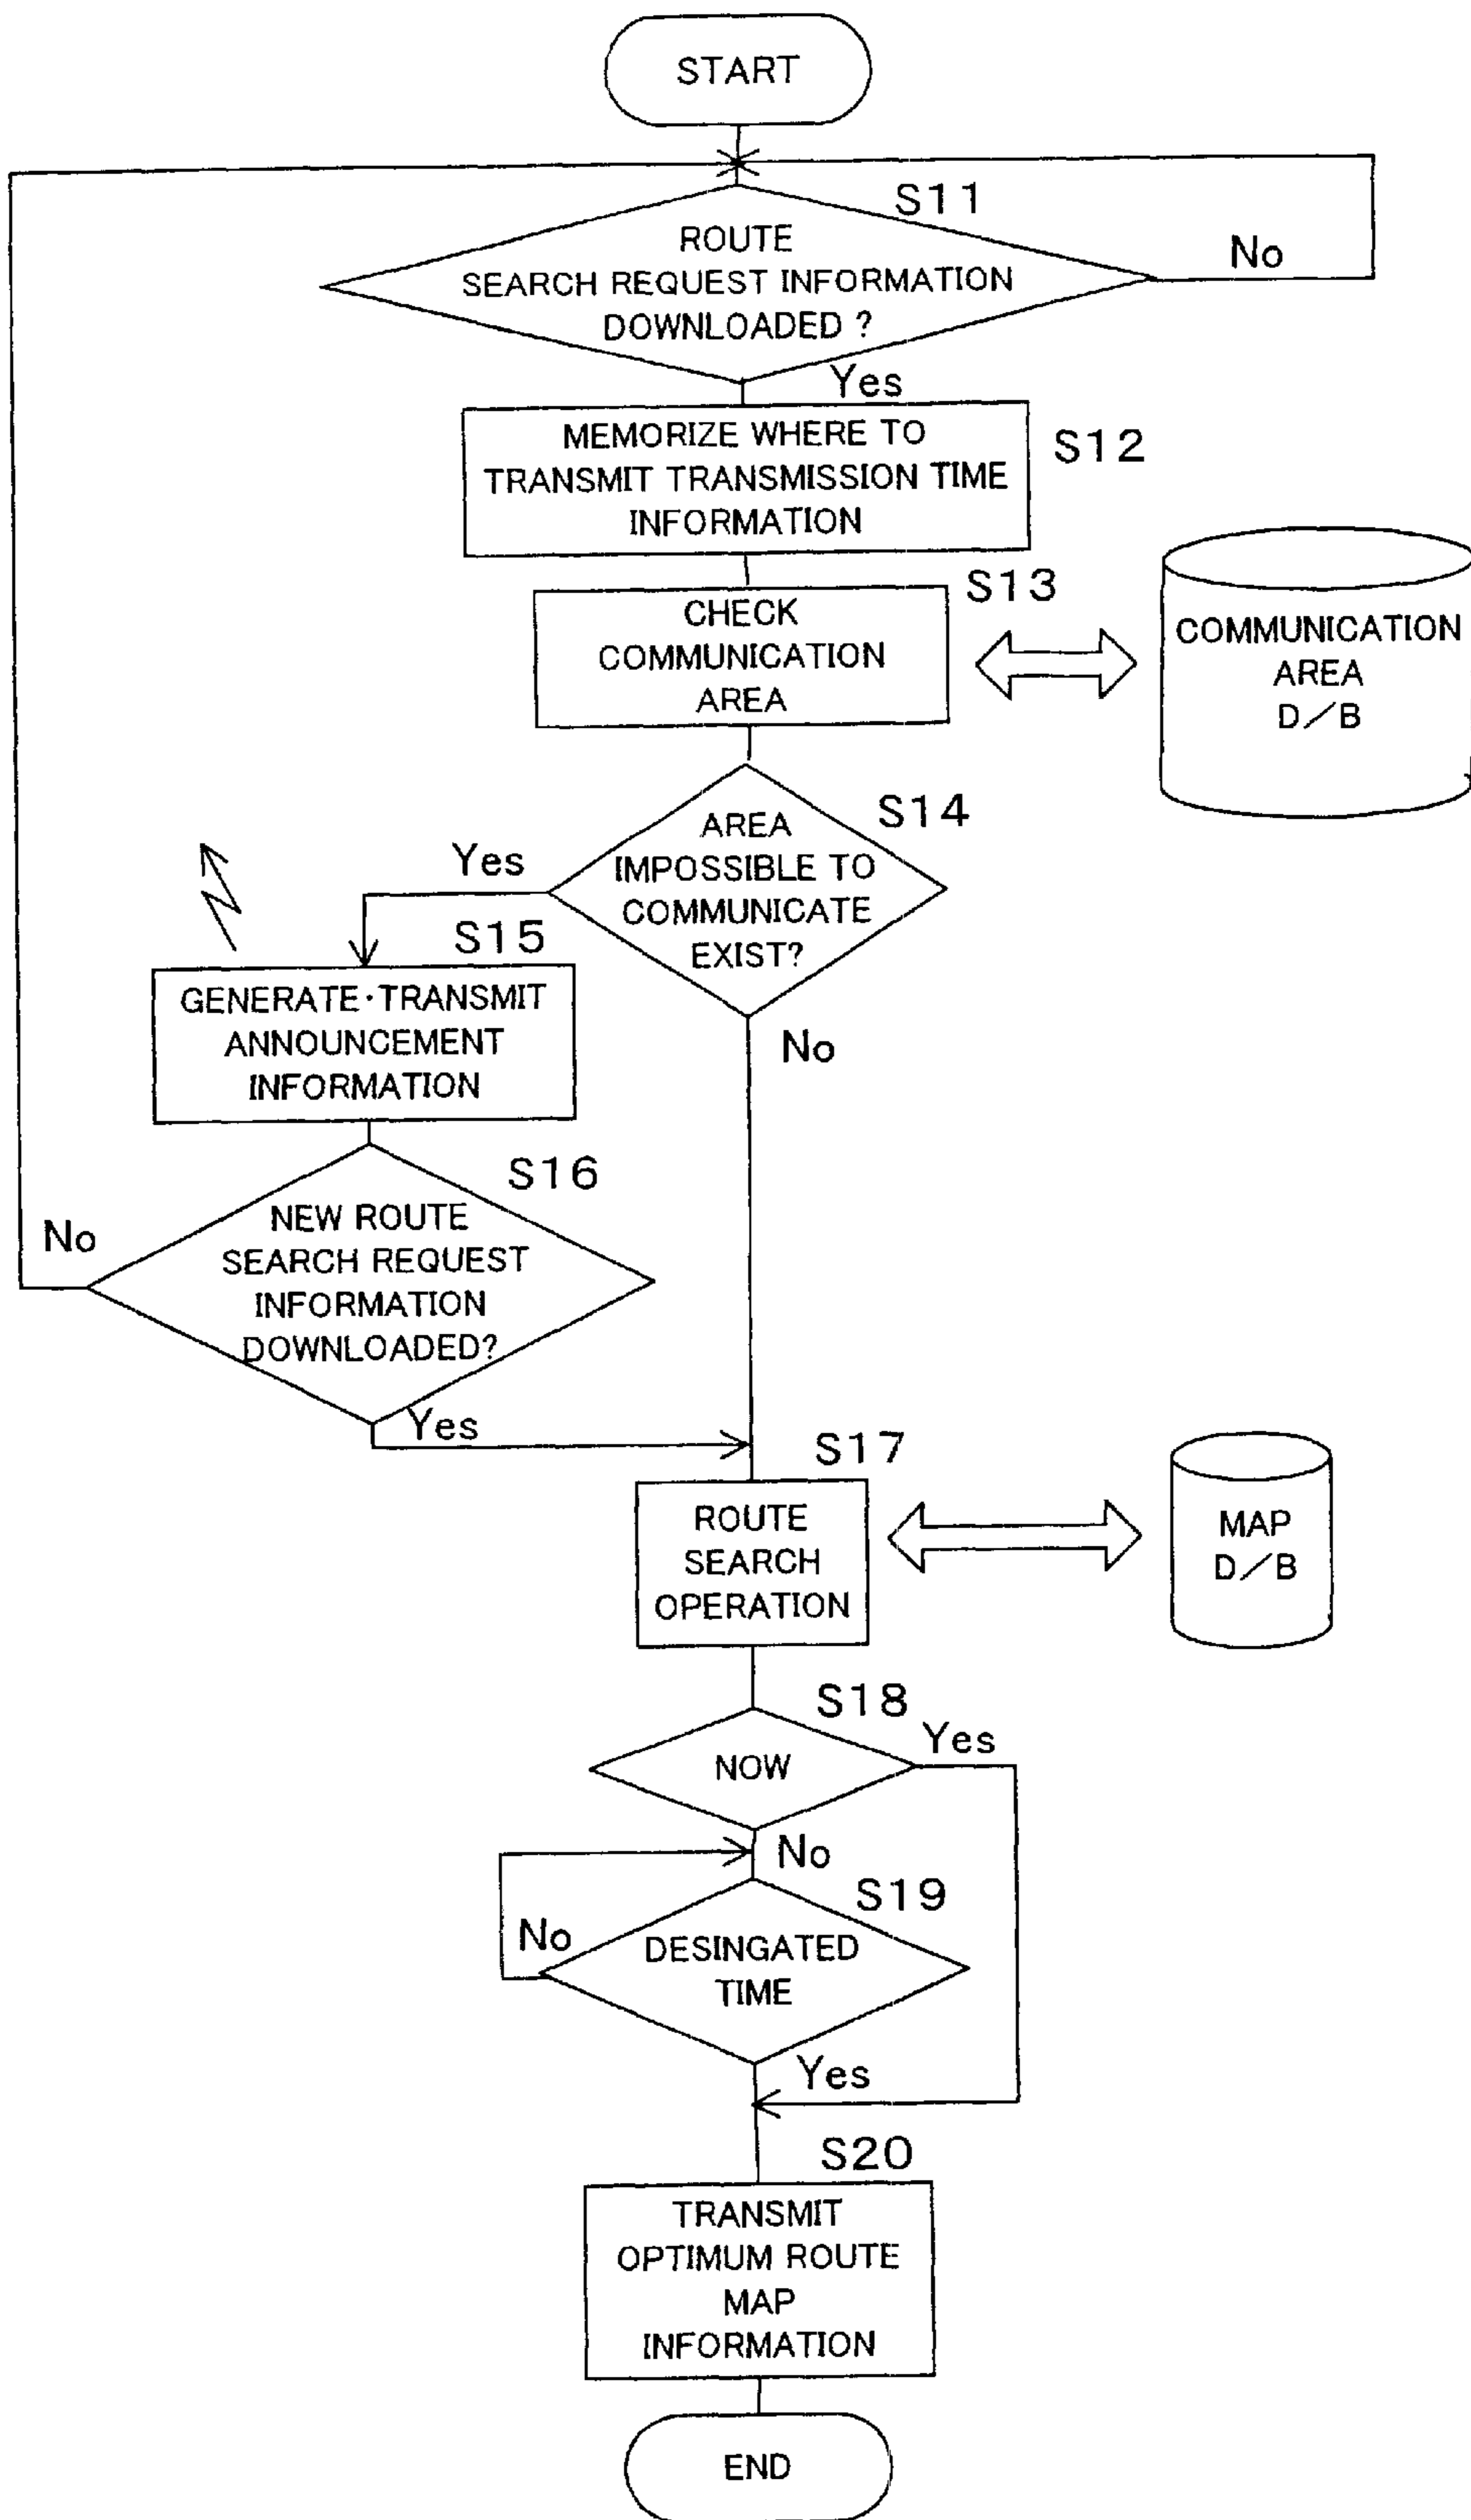 START
S11
ROUTE
SEARCH REQUEST INFORMATION
DOWNLOADED ?
No
Yes
MEMORIZE WHERE TO
TRANSMIT TRANSMISSION TIME
INFORMATION
S12
CHECK
COMMUNICATION
AREA
S13
COMMUNICATION
AREA
D/B
S14
AREA
IMPOSSIBLE TO
COMMUNICATE
EXIST?
Yes
No
S15
GENERATE·TRANSMIT
ANNOUNCEMENT
INFORMATION
S16
NEW ROUTE
SEARCH REQUEST
INFORMATION
DOWNLOADED?
No
Yes
S17
ROUTE
SEARCH
OPERATION
MAP
D/B
S18
NOW
Yes
No
S19
DESINGATED
TIME
No
Yes
S20
TRANSMIT
OPTIMUM ROUTE
MAP
INFORMATION
END